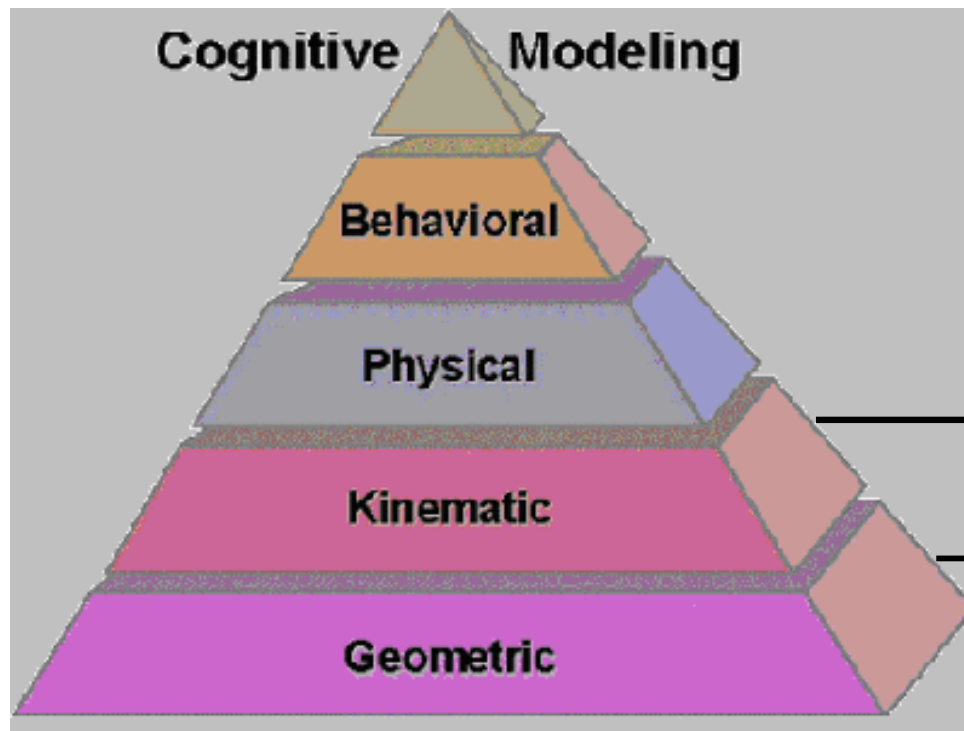 Cognitive Modeling
Behavioral
Physical
Kinematic
Geometric